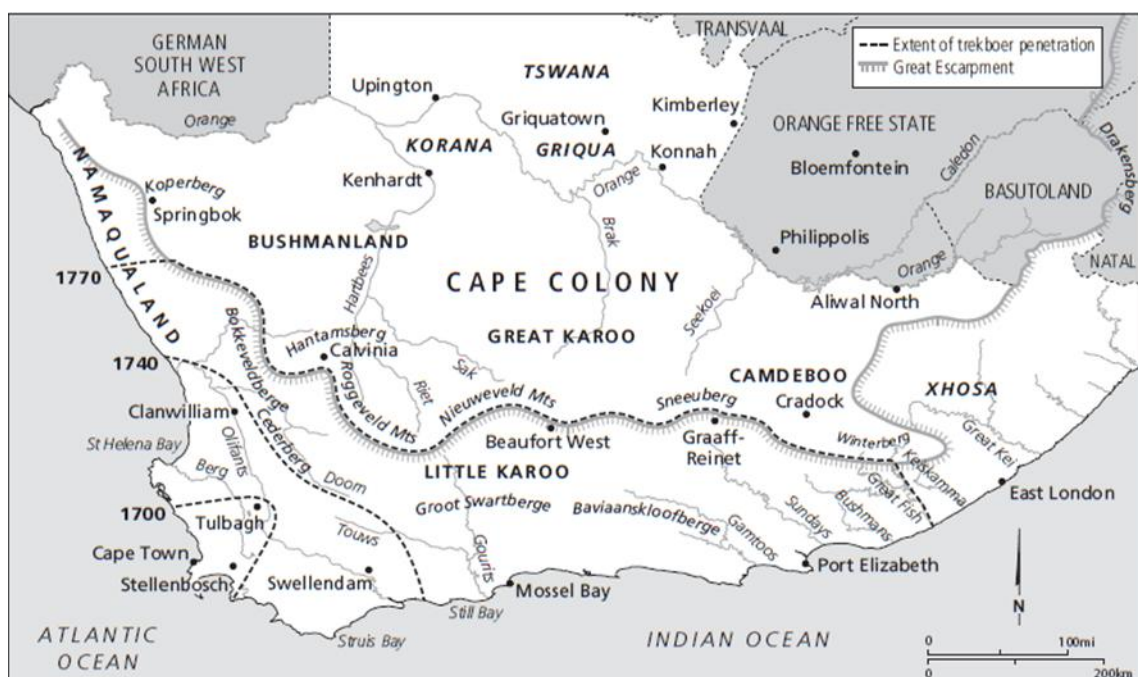 GERMAN
SOUTH WEST
AFRICA
TRANSVAAL
Extent of trekboer penetration
Great Escarpment
TSWANA
Upington
Orange
Griquatown
Kimberley
KORANA
GRIQUA
Konnah
ORANGE FREE STATE
Bloemfontein
Caledon
Drakensberg
BASUTOLAND
NATAL
NAMAQUALAND
Koperberg
Springbok
Kenhardt
Orange
Brak
BUSHMANLAND
Philippolis
Hartbees
CAPE COLONY
Seekoei
Orange
Aliwal North
1770
Bokkeveldberge
Hantamsberg
Calvinia
GREAT KAROO
1740
Roggeveld Mts
Riet
Sak
Nieuweveld Mts
Sneeuberg
CAMDEBOO
Cradock
XHOSA
Clanwilliam
Olifants
Cederberg
St Helena Bay
Beaufort West
Graaff-
Reinet
Winterberg
Keiskamma
Great Kei
Berg
Doorn
LITTLE KAROO
Groot Swartberge
Baviaanskloofberge
Gamtoos
Sundays
Bushmans
Great Fish
East London
1700
Tulbagh
Touws
Gourits
Cape Town
Stellenbosch
Swellendam
Mossel Bay
Port Elizabeth
Still Bay
Struis Bay
ATLANTIC
OCEAN
INDIAN OCEAN
N
0 100mi
0 200km